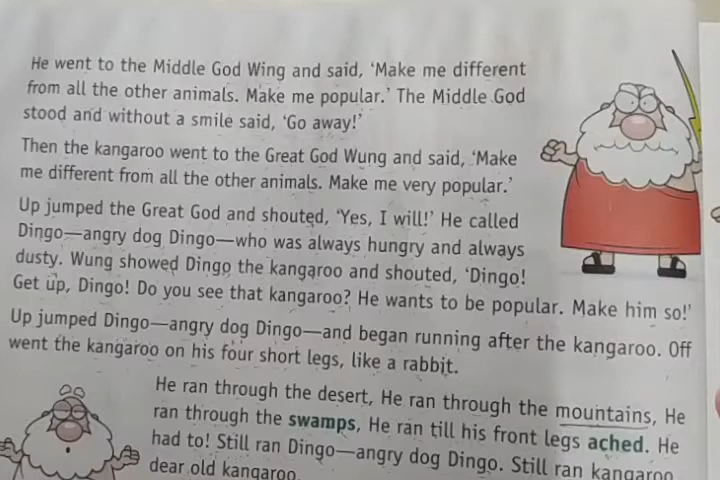 He went to the Middle God Wing and said, ‘Make me different
from all the other animals. Make me popular.’ The Middle God
stood and without a smile said, ‘Go away!’
Then the kangaroo went to the Great God Wung and said, ‘Make
me different from all the other animals. Make me very popular.’
Up jumped the Great God and shouted, ‘Yes, I will!’ He called
Dingo—angry dog Dingo—who was always hungry and always
dusty. Wung showed Dingo the kangaroo and shouted, ‘Dingo!
Get up, Dingo! Do you see that kangaroo? He wants to be popular. Make him so!’
Up jumped Dingo—angry dog Dingo—and began running after the kangaroo. Off
went the kangaroo on his four short legs, like a rabbit.
He ran through the desert, He ran through the mountains, He
ran through the swamps, He ran till his front legs ached. He
had to! Still ran Dingo—angry dog Dingo. Still ran kangaroo
dear old kangaroo